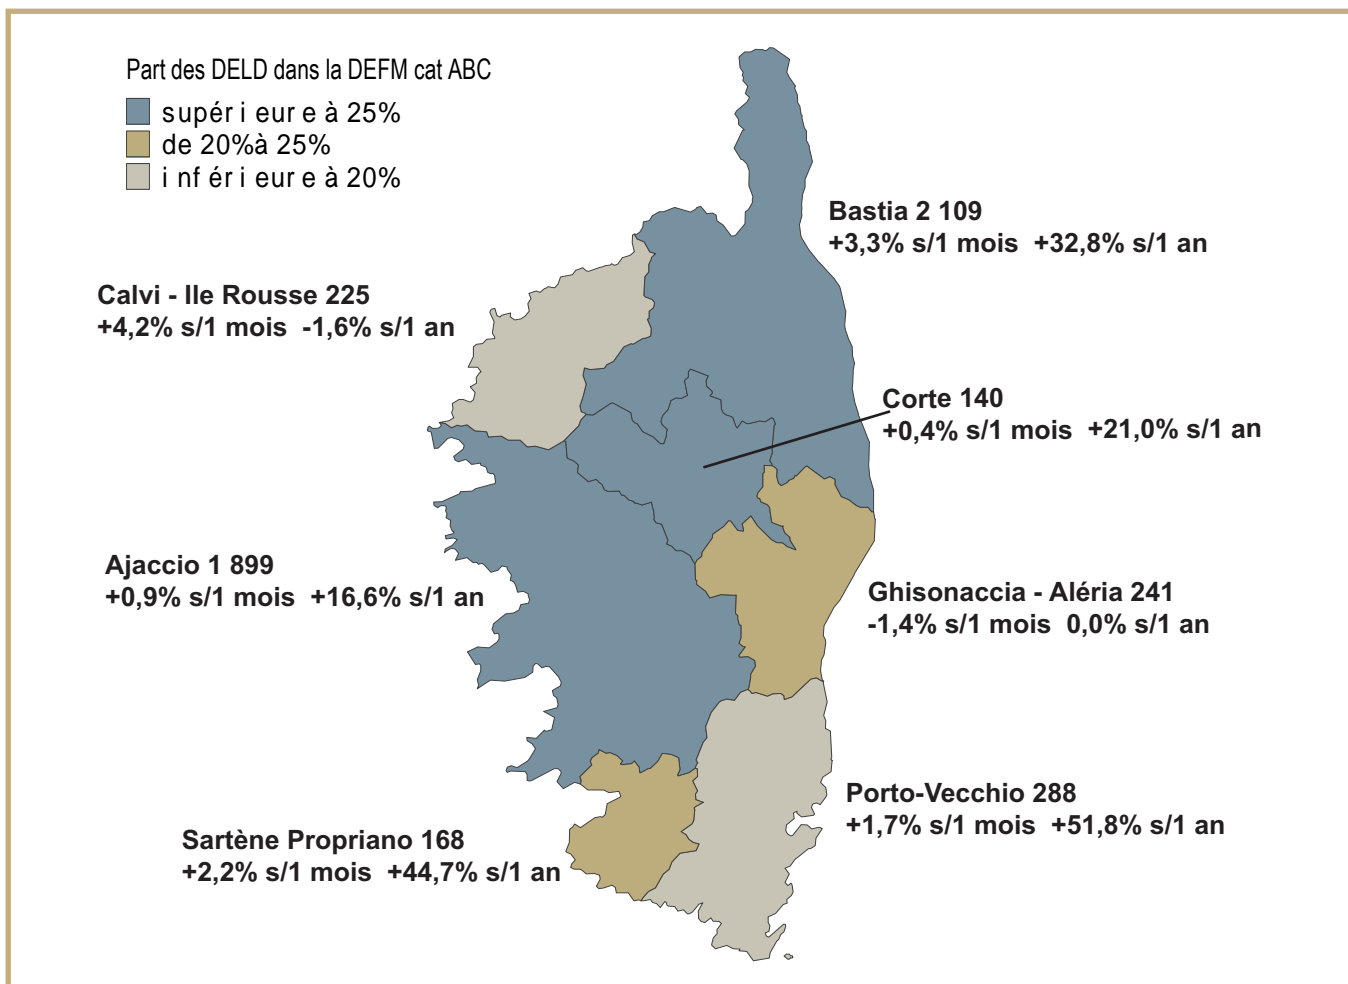 Part des DELD dans la DEFM cat ABC
supérieure à 25%
de 20%à 25%
inférieure à 20%
Bastia 2 109
+3,3% s/1 mois +32,8% s/1 an
Calvi - Ile Rousse 225
+4,2% s/1 mois -1,6% s/1 an
Corte 140
+0,4% s/1 mois +21,0% s/1 an
Ajaccio 1 899
+0,9% s/1 mois +16,6% s/1 an
Ghisonaccia - Aléria 241
-1,4% s/1 mois 0,0% s/1 an
Porto-Vecchio 288
+1,7% s/1 mois +51,8% s/1 an
Sartène Propriano 168
+2,2% s/1 mois +44,7% s/1 an